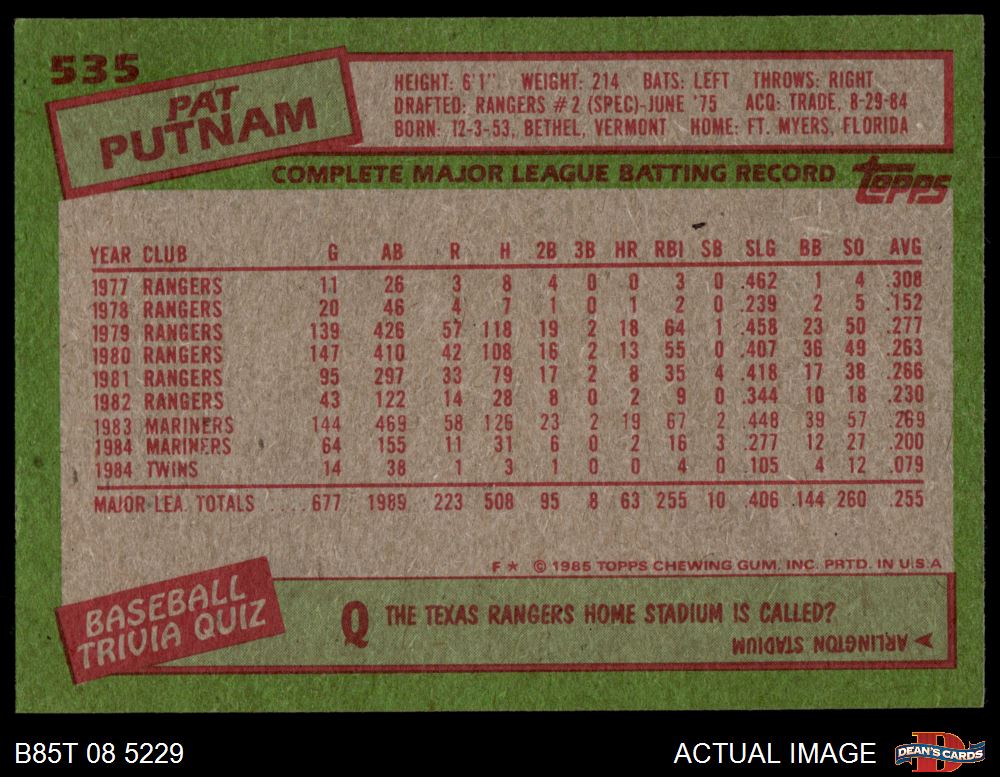 535
PAT
PUTNAM
HEIGHT: 6'1" WEIGHT: 214 BATS: LEFT THROWS: RIGHT
DRAFTED: RANGERS #2 (SPEC)-JUNE '75 ACQ: TRADE, 8-29-84
BORN: 12-3-53, BETHEL, VERMONT HOME: FT. MYERS, FLORIDA
COMPLETE MAJOR LEAGUE BATTING RECORD
topps
YEAR CLUB G AB R H 2B 3B HR RBI SB SLG BB SO AVG
1977 RANGERS 11 26 3 8 4 0 0 3 0 .462 1 4 .308
1978 RANGERS 20 46 4 7 1 0 1 2 0 .239 2 5 .152
1979 RANGERS 139 426 57 118 19 2 18 64 1 .458 23 50 .277
1980 RANGERS 147 410 42 108 16 2 13 55 0 .407 36 49 .263
1981 RANGERS 95 297 33 79 17 2 8 35 4 .418 17 38 .266
1982 RANGERS 43 122 14 28 8 0 2 9 0 .344 10 18 .230
1983 MARINERS 144 469 58 126 23 2 19 67 2 .448 39 57 .269
1984 MARINERS 64 155 11 31 6 0 2 16 3 .277 12 27 .200
1984 TWINS 14 38 1 3 1 0 0 4 0 .105 4 12 .079
MAJOR LEA. TOTALS ....677 1989 223 508 95 8 63 255 10 .406 144 260 .255
F * © 1985 TOPPS CHEWING GUM, INC. PRTD. IN U.S.A
BASEBALL
TRIVIA QUIZ
Q THE TEXAS RANGERS HOME STADIUM IS CALLED?
ARLINGTON STADIUM
B85T 08 5229
ACTUAL IMAGE
DEAN'S CARDS